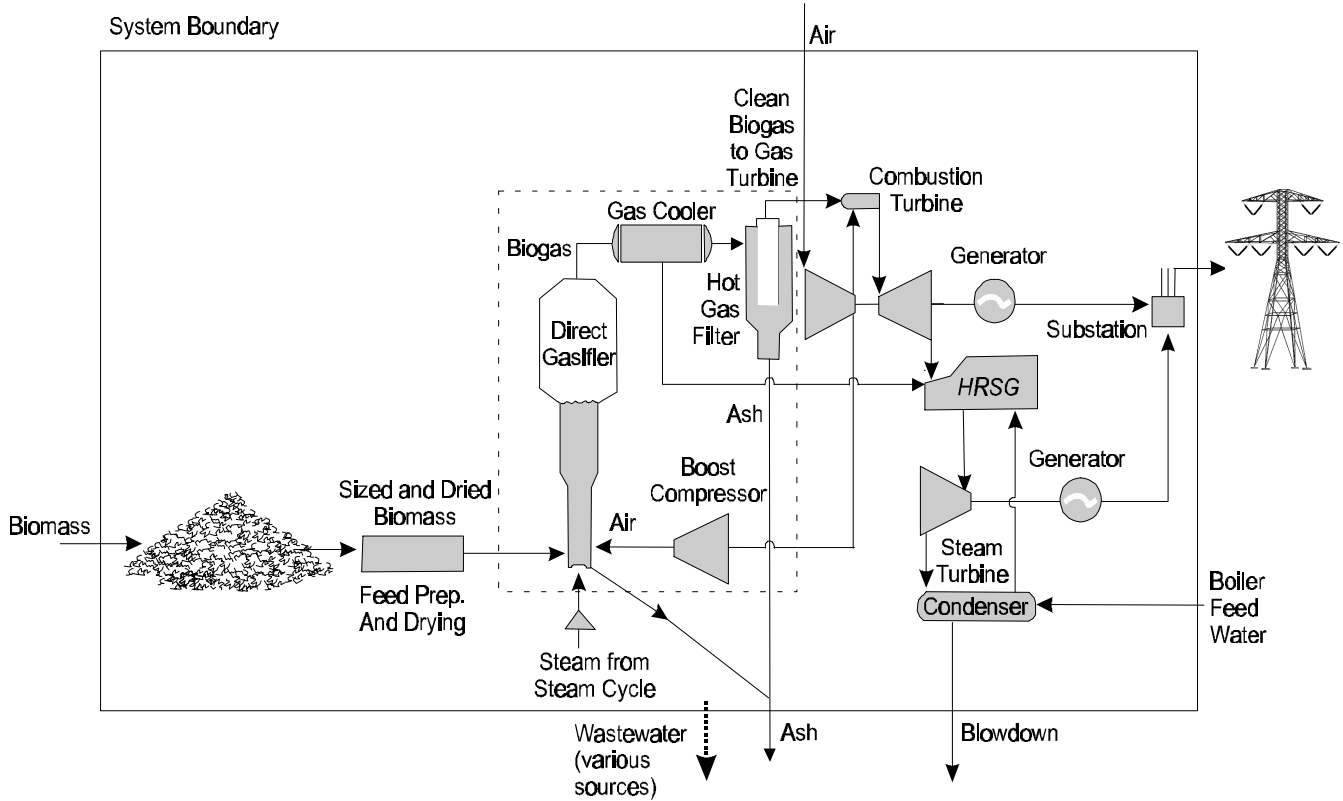 System Boundary
Air
Clean
Biogas
to Gas
Turbine
Combustion
Turbine
Gas Cooler
Biogas
Generator
Hot
Gas
Filter
Substation
Direct
Gasifier
HRSG
Ash
Boost
Compressor
Generator
Sized and Dried
Biomass
Biomass
Air
Steam
Turbine
Feed Prep.
And Drying
Condenser
Boiler
Feed
Water
Steam from
Steam Cycle
Wastewater
(various
sources)
Ash
Blowdown